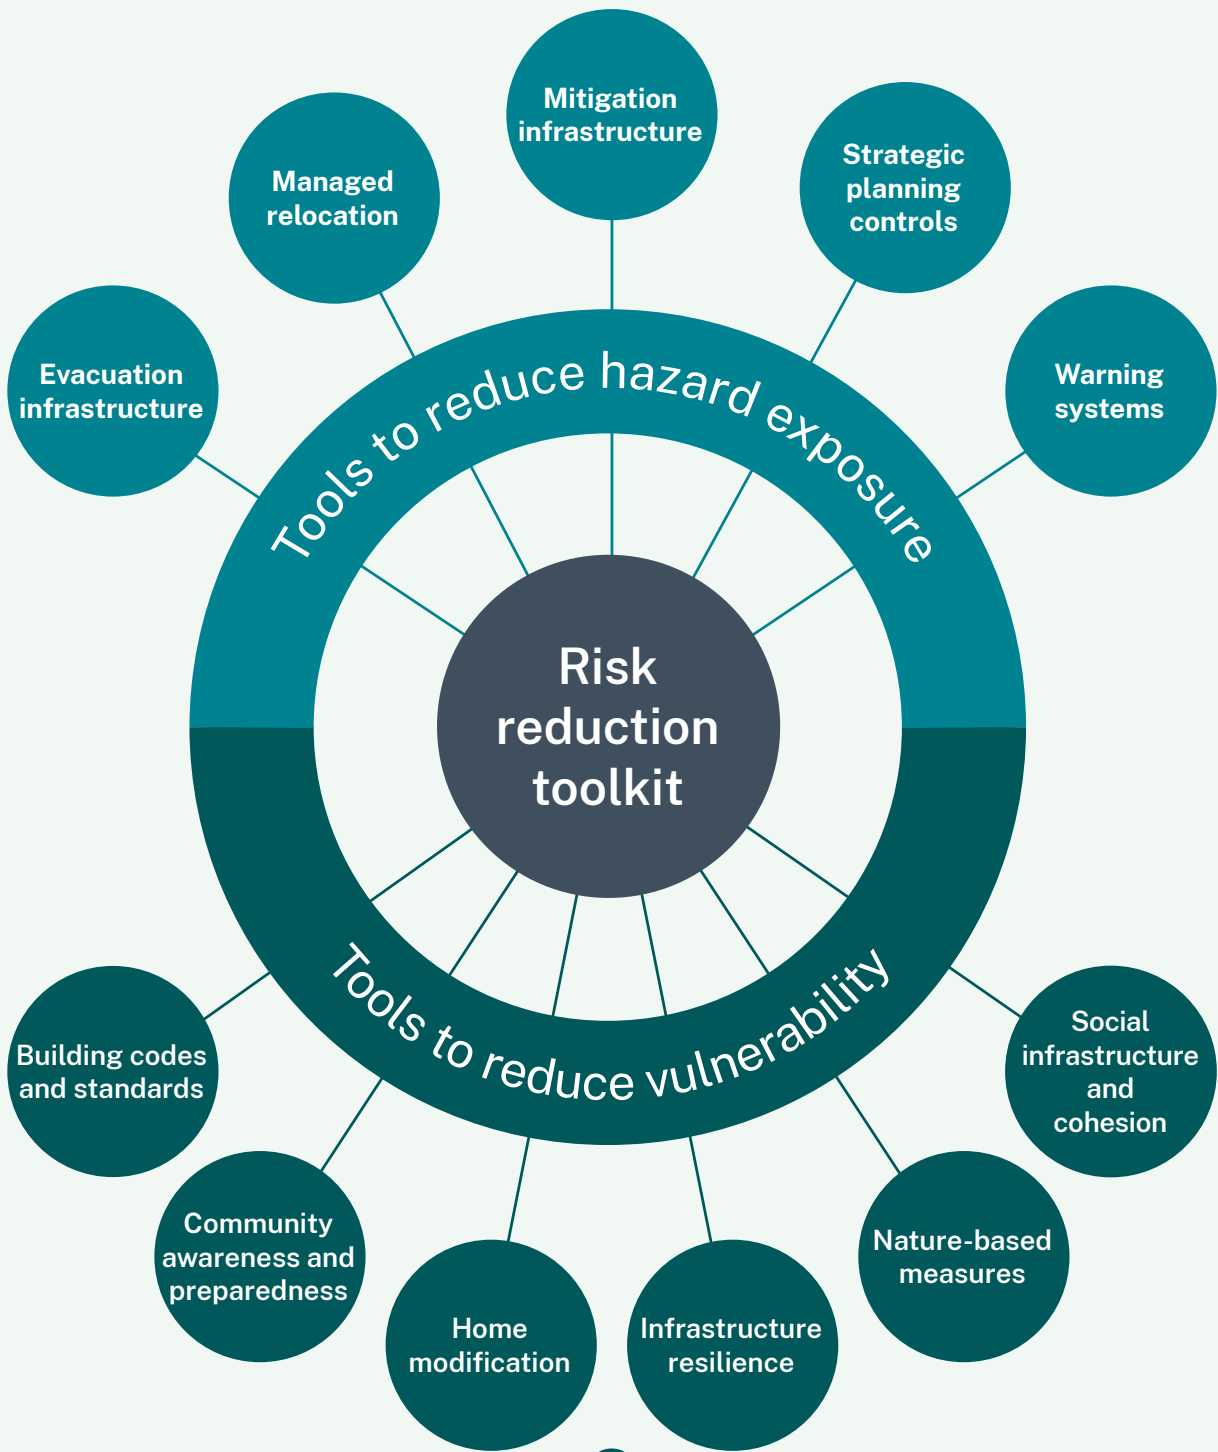 Mitigation
infrastructure
Managed
relocation
Strategic
planning
controls
Evacuation
infrastructure
Warning
systems
Tools to reduce hazard exposure
Risk
reduction
toolkit
Tools to reduce vulnerability
Building codes
and standards
Community
awareness and
preparedness
Home
modification
Infrastructure
resilience
Nature-based
measures
Social
infrastructure
and
cohesion